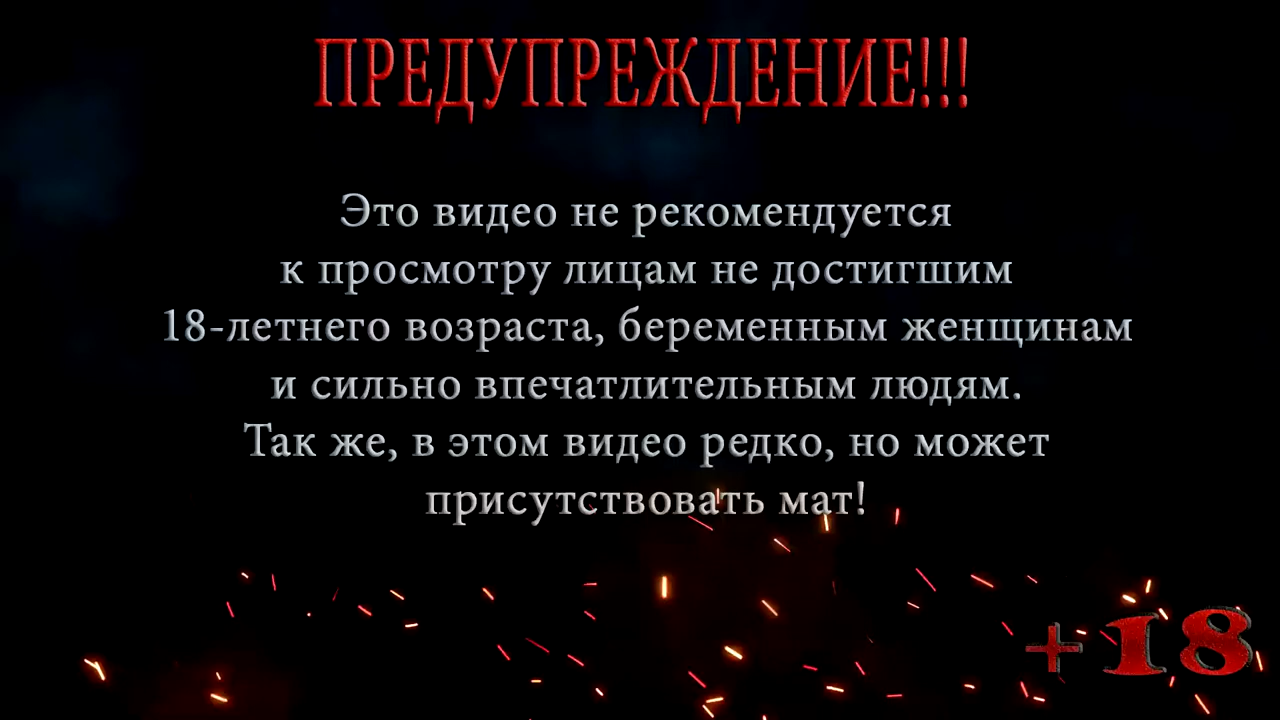 ПРЕДУПРЕЖДЕНИЕ!!!
Это видео не рекомендуется
к просмотру лицам не достигшим
18-летнего возраста, беременным женщинам
и сильно впечатлительным людям.
Так же, в этом видео редко, но может
присутствовать мат!
+18